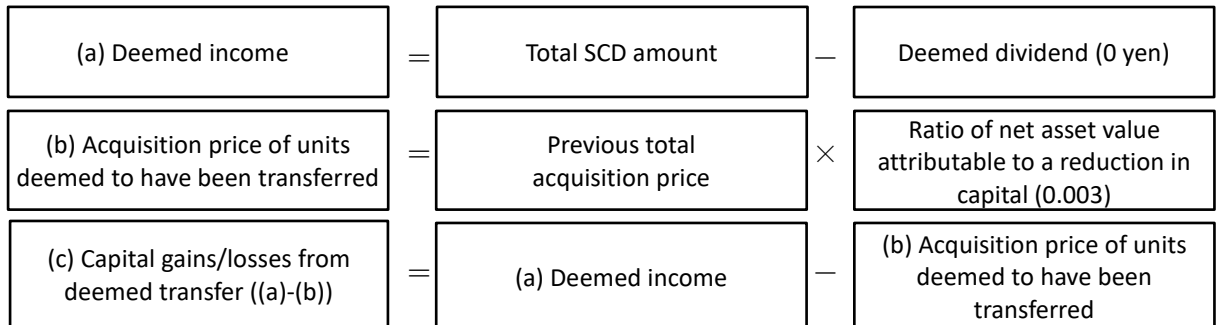 (a) Deemed income = Total SCD amount − Deemed dividend (0 yen)
(b) Acquisition price of units
deemed to have been transferred
=
Previous total
acquisition price
×
Ratio of net asset value
attributable to a reduction in
capital (0.003)
(c) Capital gains/losses from
deemed transfer ((a)-(b))
=
(a) Deemed income
−
(b) Acquisition price of units
deemed to have been
transferred